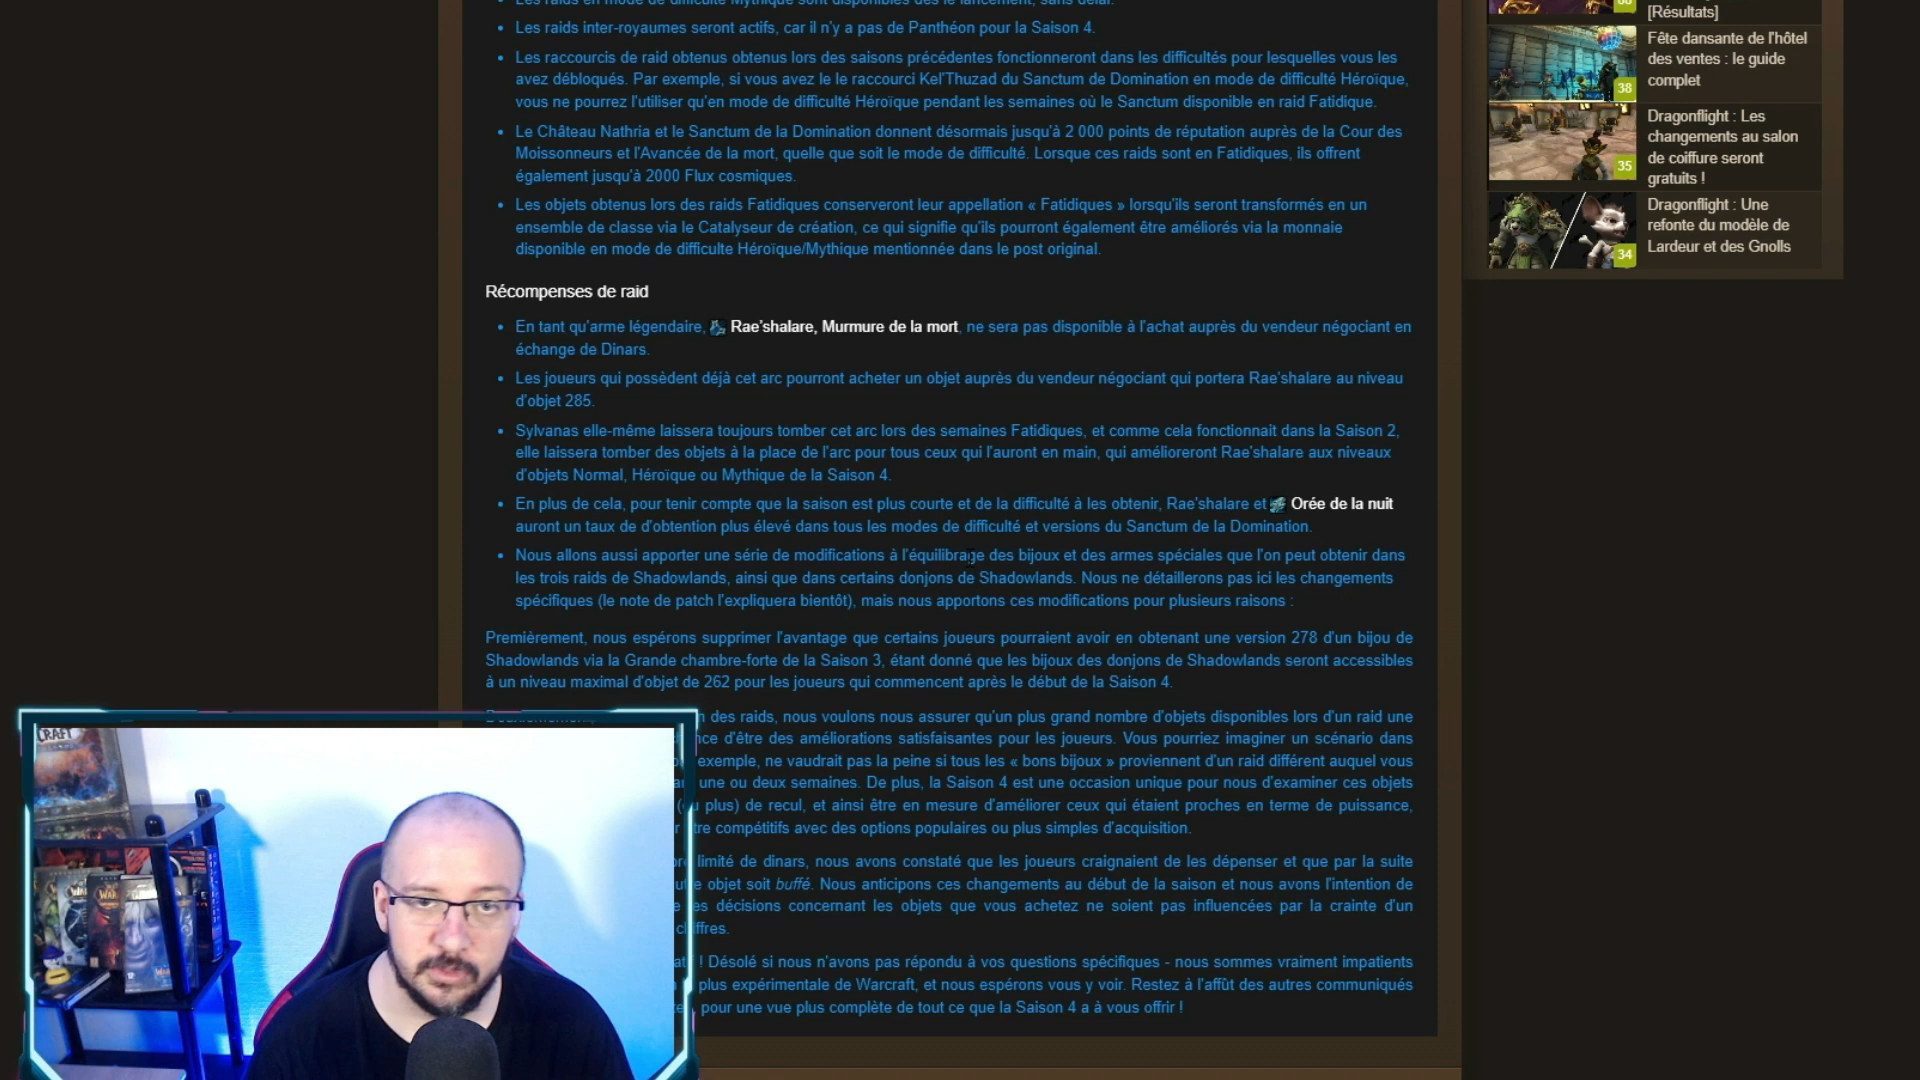 Les raids en mode de difficulté Mythique sont disponibles dès le lancement, sans délai.
Les raids inter-royaumes seront actifs, car il n'y a pas de Panthéon pour la Saison 4.
Les raccourcis de raid obtenus obtenus lors des saisons précédentes fonctionneront dans les difficultés pour lesquelles vous les
avez débloqués. Par exemple, si vous avez le le raccourci Kel'Thuzad du Sanctum de Domination en mode de difficulté Héroïque,
vous ne pourrez l'utiliser qu'en mode de difficulté Héroïque pendant les semaines où le Sanctum disponible en raid Fatidique.
Le Château Nathria et le Sanctum de la Domination donnent désormais jusqu'à 2 000 points de réputation auprès de la Cour des
Moissonneurs et l'Avancée de la mort, quelle que soit le mode de difficulté. Lorsque ces raids sont en Fatidiques, ils offrent
également jusqu'à 2000 Flux cosmiques.
Les objets obtenus lors des raids Fatidiques conserveront leur appellation « Fatidiques » lorsqu'ils seront transformés en un
ensemble de classe via le Catalyseur de création, ce qui signifie qu'ils pourront également être améliorés via la monnaie
disponible en mode de difficulte Héroïque/Mythique mentionnée dans le post original.
Récompenses de raid
En tant qu'arme légendaire, Rae'shalare, Murmure de la mort, ne sera pas disponible à l'achat auprès du vendeur négociant en
échange de Dinars.
Les joueurs qui possèdent déjà cet arc pourront acheter un objet auprès du vendeur négociant qui portera Rae'shalare au niveau
d'objet 285.
Sylvanas elle-même laissera toujours tomber cet arc lors des semaines Fatidiques, et comme cela fonctionnait dans la Saison 2,
elle laissera tomber des objets à la place de l'arc pour tous ceux qui l'auront en main, qui amélioreront Rae'shalare aux niveaux
d'objets Normal, Héroïque ou Mythique de la Saison 4.
En plus de cela, pour tenir compte que la saison est plus courte et de la difficulté à les obtenir, Rae'shalare et Orée de la nuit
auront un taux de d'obtention plus élevé dans tous les modes de difficulté et versions du Sanctum de la Domination.
Nous allons aussi apporter une série de modifications à l'équilibrage des bijoux et des armes spéciales que l'on peut obtenir dans
les trois raids de Shadowlands, ainsi que dans certains donjons de Shadowlands. Nous ne détaillerons pas ici les changements
spécifiques (le note de patch l'expliquera bientôt), mais nous apportons ces modifications pour plusieurs raisons :
Premièrement, nous espérons supprimer l'avantage que certains joueurs pourraient avoir en obtenant une version 278 d'un bijou de
Shadowlands via la Grande chambre-forte de la Saison 3, étant donné que les bijoux des donjons de Shadowlands seront accessibles
à un niveau maximal d'objet de 262 pour les joueurs qui commencent après le début de la Saison 4.
des raids, nous voulons nous assurer qu'un plus grand nombre d'objets disponibles lors d'un raid une
d'être des améliorations satisfaisantes pour les joueurs. Vous pourriez imaginer un scénario dans
exemple, ne vaudrait pas la peine si tous les « bons bijoux » proviennent d'un raid différent auquel vous
une ou deux semaines. De plus, la Saison 4 est une occasion unique pour nous d'examiner ces objets
plus) de recul, et ainsi être en mesure d'améliorer ceux qui étaient proches en terme de puissance,
être compétitifs avec des options populaires ou plus simples d'acquisition.
limité de dinars, nous avons constaté que les joueurs craignaient de les dépenser et que par la suite
objet soit buffé. Nous anticipons ces changements au début de la saison et nous avons l'intention de
décisions concernant les objets que vous achetez ne soient pas influencées par la crainte d'un
chiffres.
! Désolé si nous n'avons pas répondu à vos questions spécifiques - nous sommes vraiment impatients
plus expérimentale de Warcraft, et nous espérons vous y voir. Restez à l'affût des autres communiqués
pour une vue plus complète de tout ce que la Saison 4 a à vous offrir !
[Résultats]
Fête dansante de l'hôtel
des ventes : le guide
complet
38
Dragonflight : Les
changements au salon
de coiffure seront
gratuits !
35
Dragonflight : Une
refonte du modèle de
Lardeur et des Gnolls
34
CRAFT